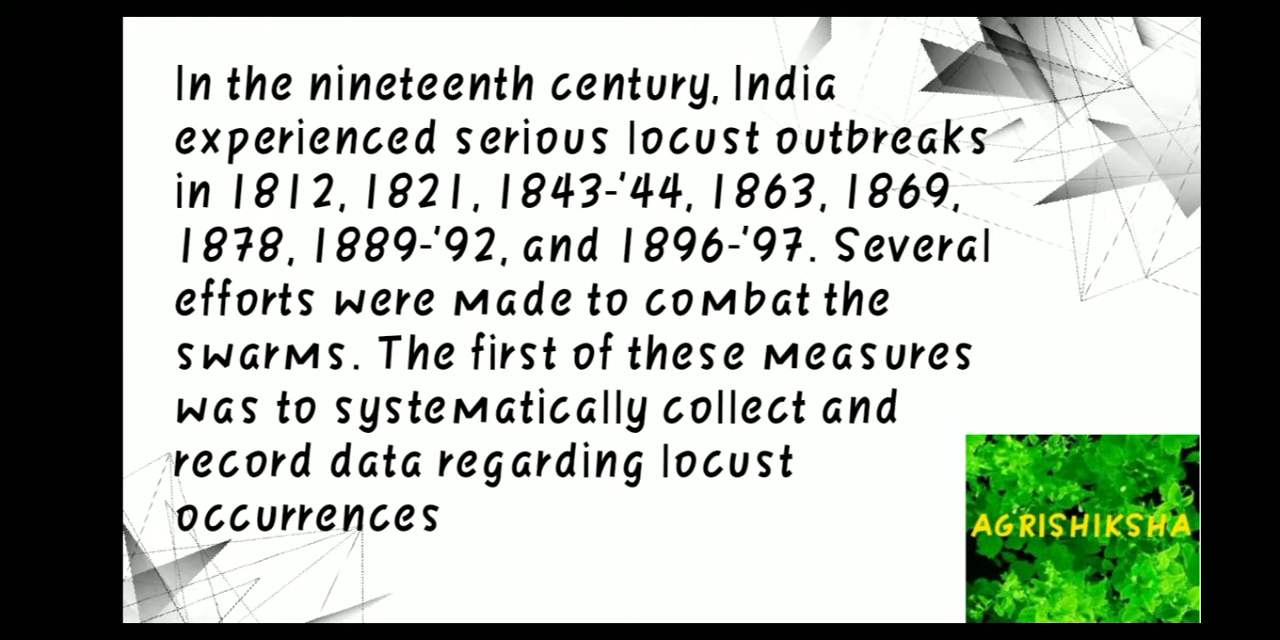 In the nineteenth century, India
experienced serious locust outbreaks
in 1812, 1821, 1843-'44, 1863, 1869,
1878, 1889-'92, and 1896-'97. Several
efforts were made to combat the
swarms. The first of these measures
was to systematically collect and
record data regarding locust
occurrences
AGRISHIKSHA